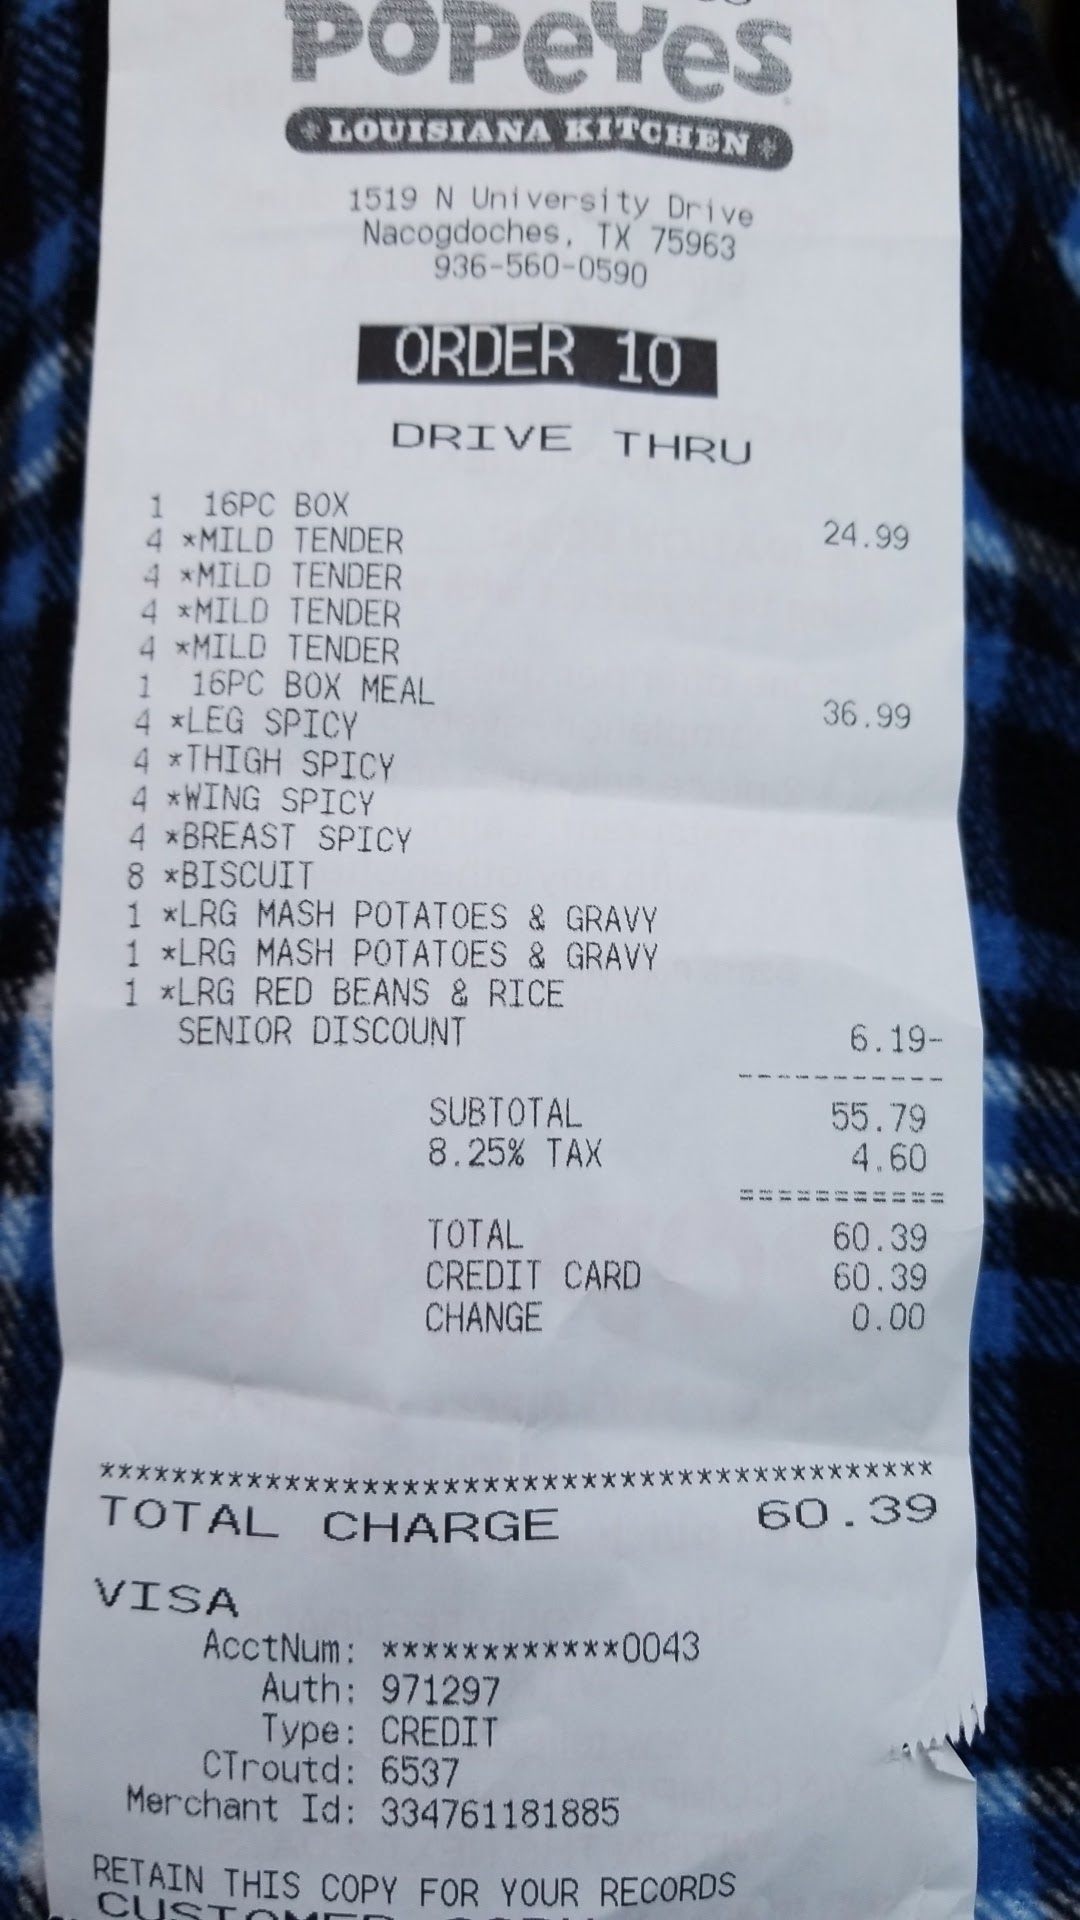 POPEYES
LOUISIANA KITCHEN
1519 N University Drive
Nacogdoches, TX 75963
936-560-0590
ORDER 10
DRIVE THRU
1 16PC BOX 24.99
4 *MILD TENDER
4 *MILD TENDER
4 *MILD TENDER
4 *MILD TENDER
1 16PC BOX MEAL 36.99
4 *LEG SPICY
4 *THIGH SPICY
4 *WING SPICY
4 *BREAST SPICY
8 *BISCUIT
1 *LRG MASH POTATOES & GRAVY
1 *LRG MASH POTATOES & GRAVY
1 *LRG RED BEANS & RICE
SENIOR DISCOUNT 6.19-
-----------
SUBTOTAL 55.79
8.25% TAX 4.60
===========
TOTAL 60.39
CREDIT CARD 60.39
CHANGE 0.00
******************************************
TOTAL CHARGE 60.39
VISA
AcctNum: ************0043
Auth: 971297
Type: CREDIT
CTroutd: 6537
Merchant Id: 334761181885
RETAIN THIS COPY FOR YOUR RECORDS
CUSTOMER COPY